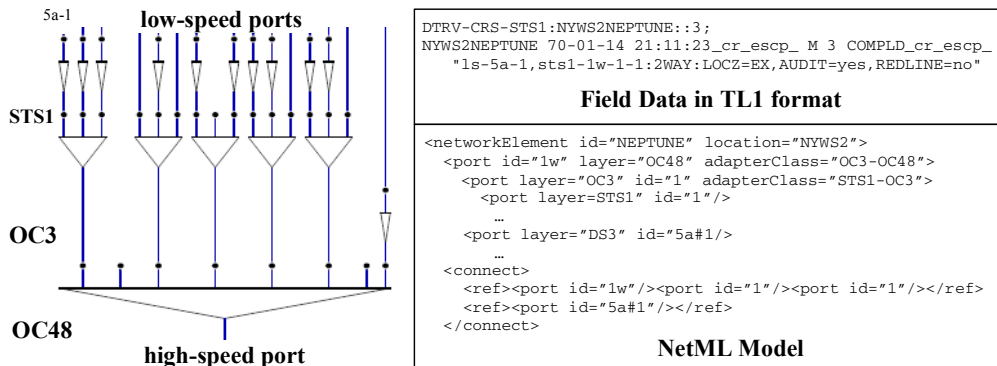 5a-1
low-speed ports
STS1
OC3
OC48
high-speed port
DTRV-CRS-STS1:NYWS2NEPTUNE::3;
NYWS2NEPTUNE 70-01-14 21:11:23_cr_escp_ M 3 COMPLD_cr_escp_
"ls-5a-1,sts1-1w-1-1:2WAY:LOCZ=EX,AUDIT=yes,REDLINE=no"
Field Data in TL1 format
<networkElement id="NEPTUNE" location="NYWS2">
<port id="1w" layer="OC48" adapterClass="OC3-OC48">
<port layer="OC3" id="1" adapterClass="STS1-OC3">
<port layer=STS1" id="1"/>
…
<port layer="DS3" id="5a#1/>
…
<connect>
<ref><port id="1w"/><port id="1"/><port id="1"/></ref>
<ref><port id="5a#1"/></ref>
</connect>
NetML Model